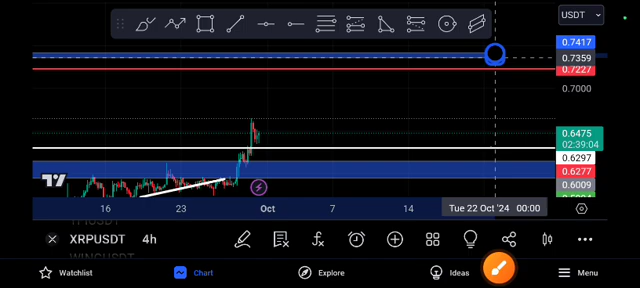 USDT
0.7417
0.7359
0.7227
0.7000
0.6475
02:39:04
0.6297
0.6277
0.6009
16 23 Oct 7 14 Tue 22 Oct '24 00:00
XRPUSDT 4h
Watchlist Chart Explore Ideas Menu